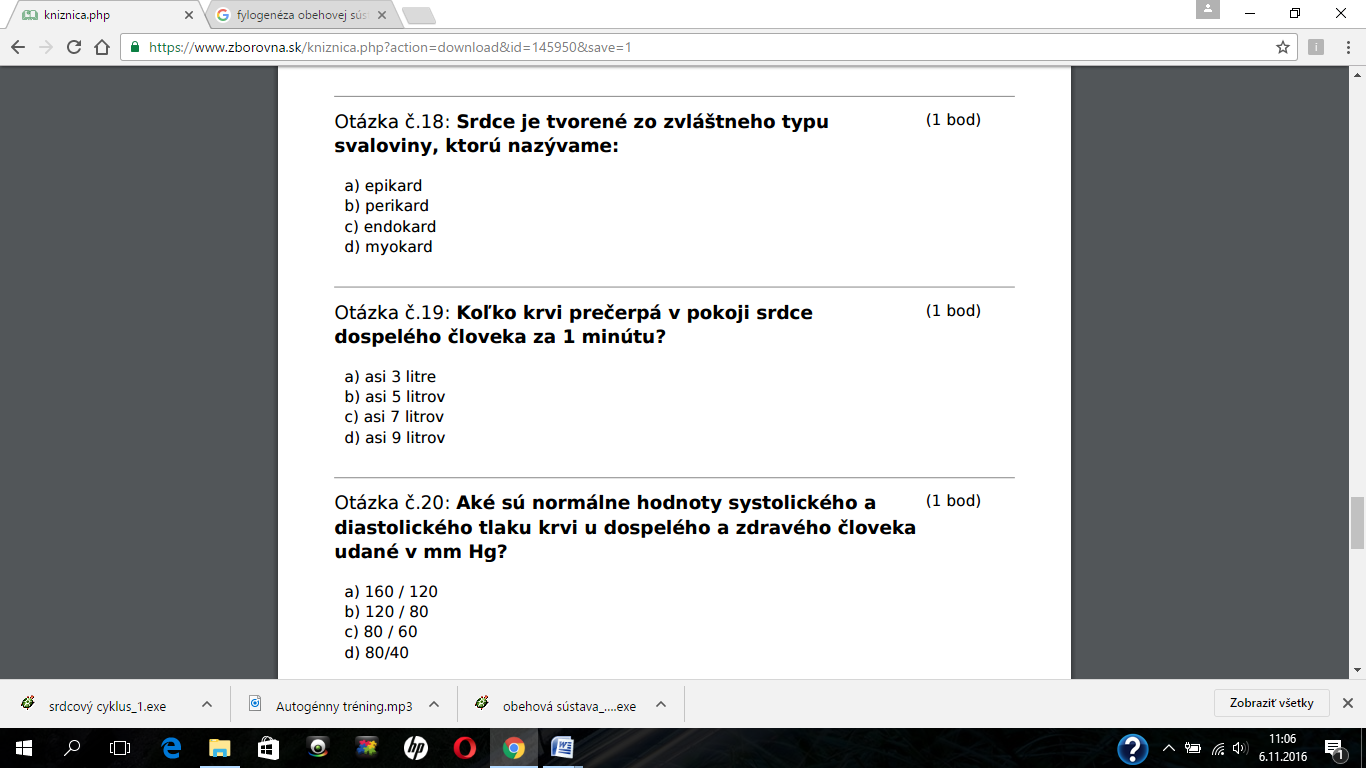 kniznica.php
fylogenéza obehovej sús
https://www.zborovna.sk/kniznica.php?action=download&id=145950&save=1
Otázka č.18: Srdce je tvorené zo zvláštneho typu (1 bod)
svaloviny, ktorú nazývame:
a) epikard
b) perikard
c) endokard
d) myokard
Otázka č.19: Koľko krvi prečerpá v pokoji srdce (1 bod)
dospelého človeka za 1 minútu?
a) asi 3 litre
b) asi 5 litrov
c) asi 7 litrov
d) asi 9 litrov
Otázka č.20: Aké sú normálne hodnoty systolického a (1 bod)
diastolického tlaku krvi u dospelého a zdravého človeka
udané v mm Hg?
a) 160 / 120
b) 120 / 80
c) 80 / 60
d) 80/40
srdcový cyklus_1.exe
Autogénny tréning.mp3
obehová sústava_....exe
Zobraziť všetky
11:06
6.11.2016